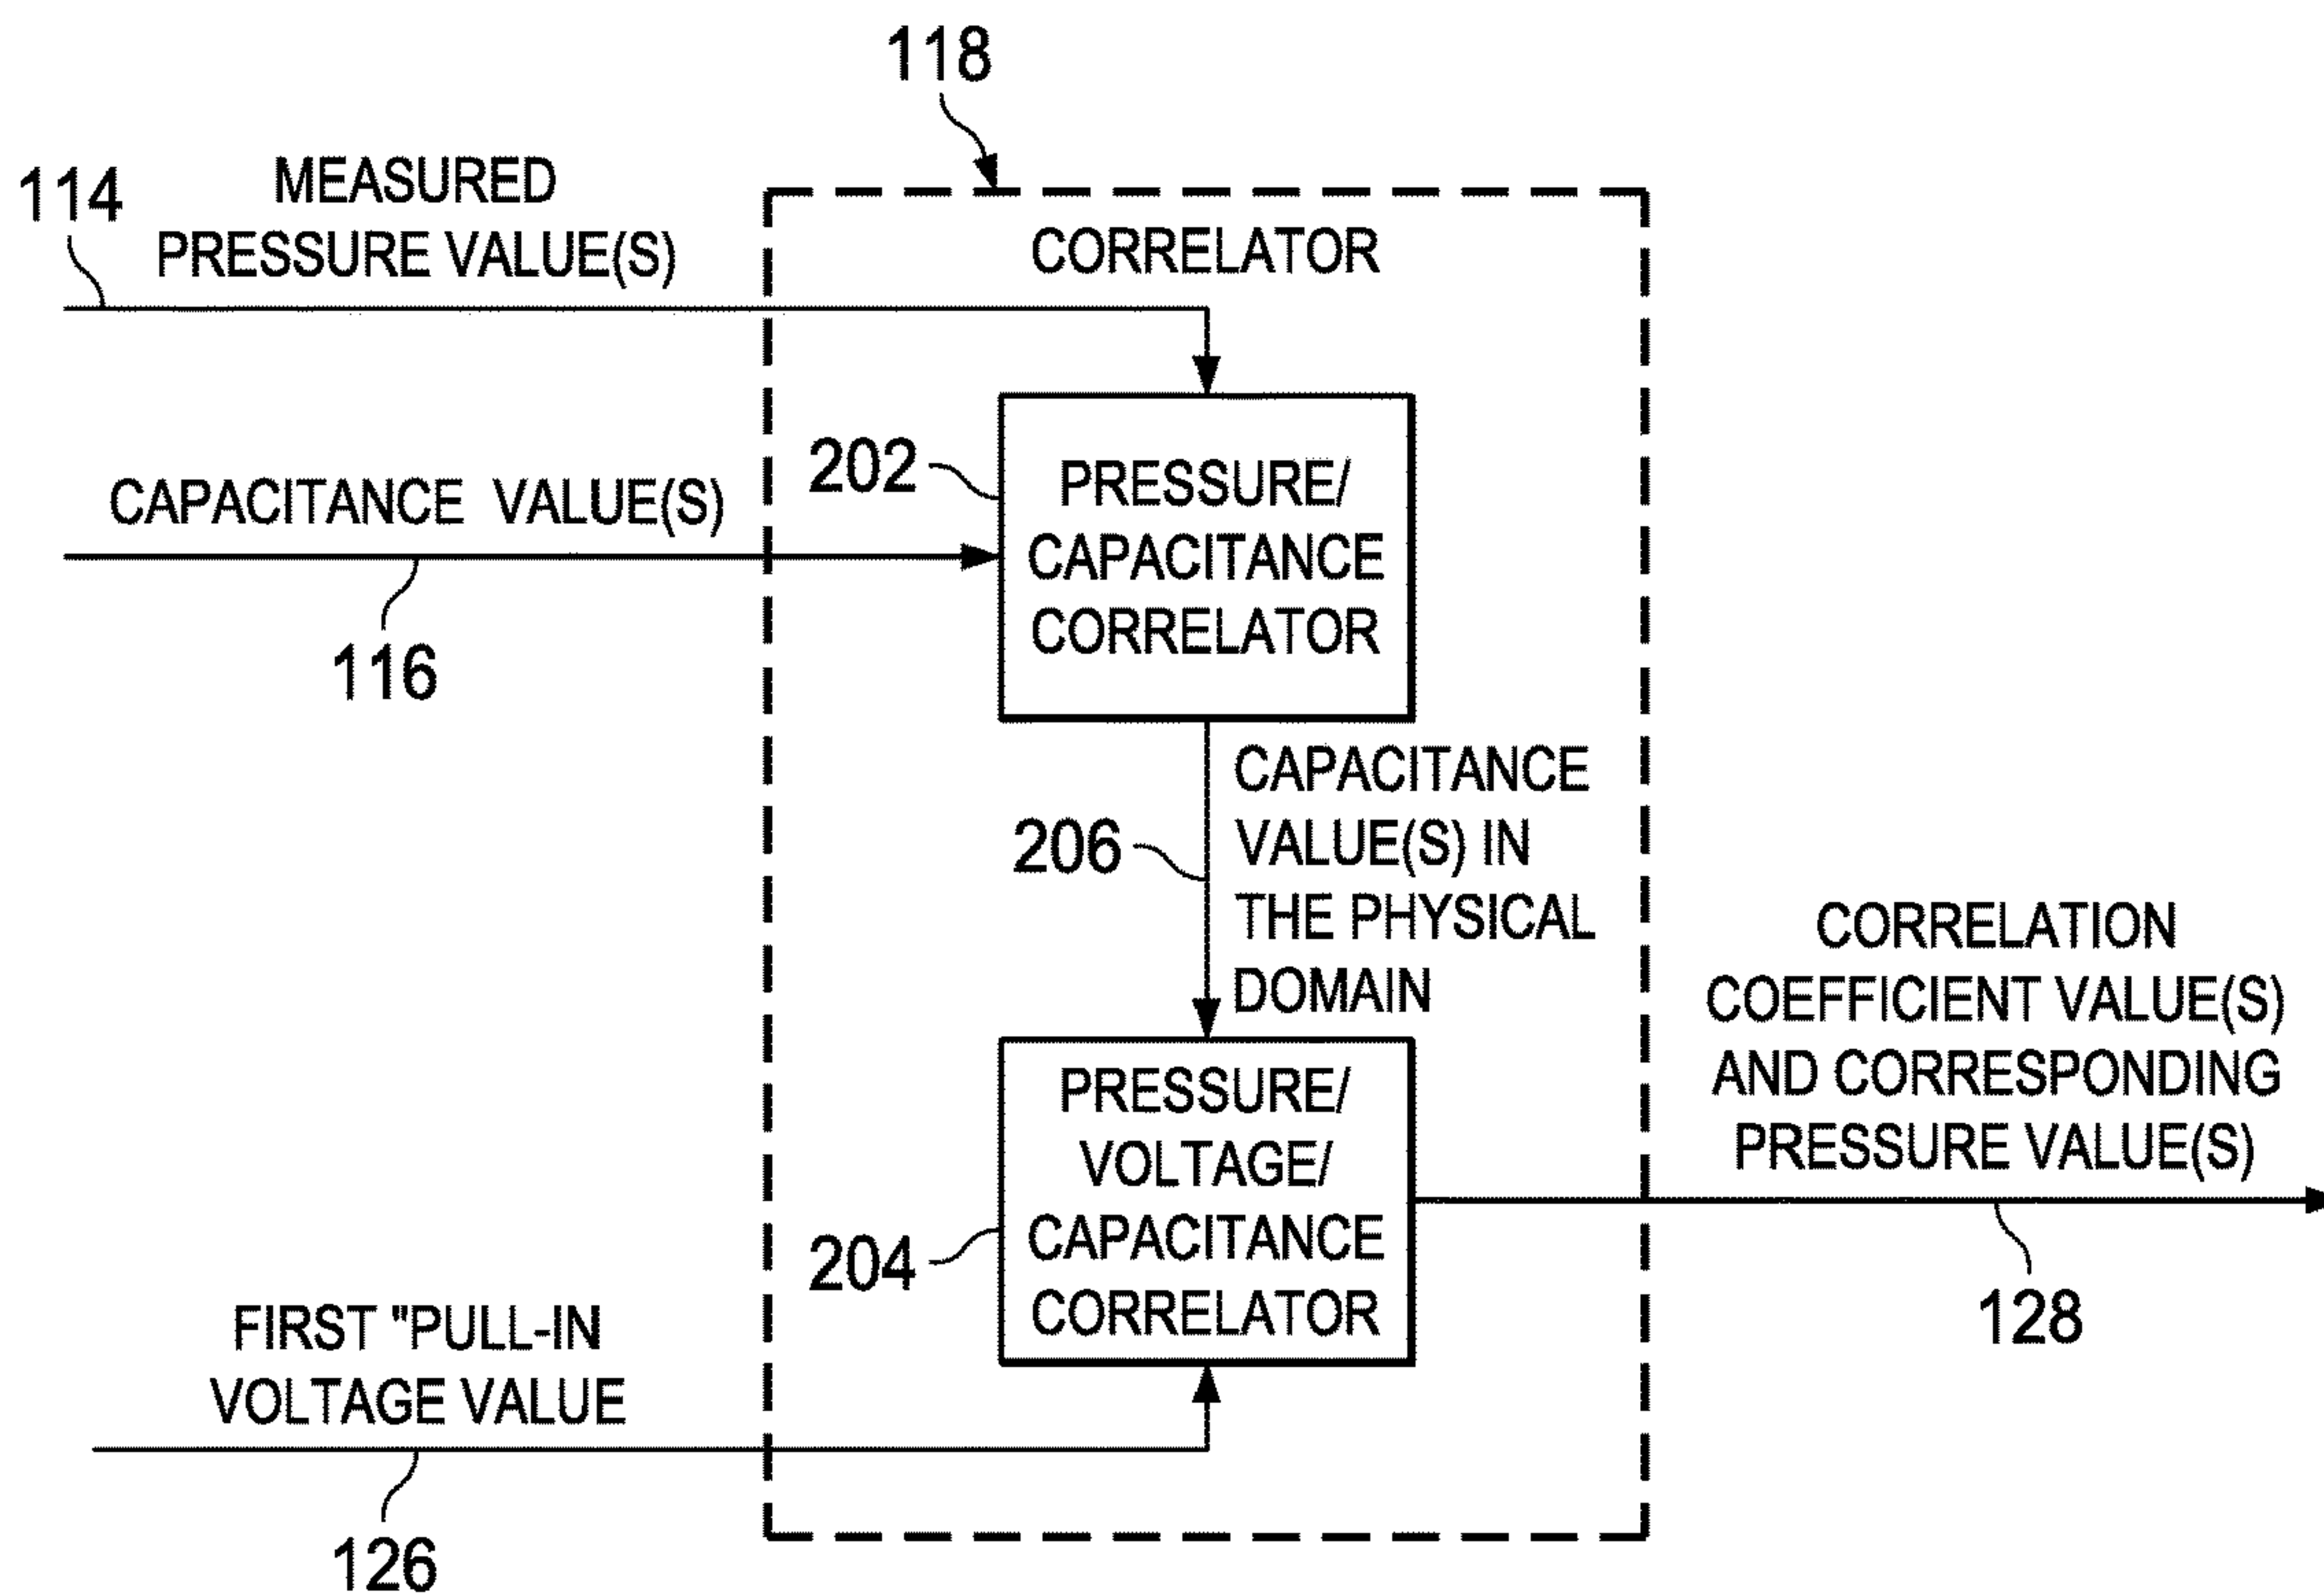 118
114
MEASURED
PRESSURE VALUE(S)
CORRELATOR
202
PRESSURE/
CAPACITANCE
CORRELATOR
CAPACITANCE VALUE(S)
116
206
CAPACITANCE
VALUE(S) IN
THE PHYSICAL
DOMAIN
CORRELATION
COEFFICIENT VALUE(S)
AND CORRESPONDING
PRESSURE VALUE(S)
128
204
PRESSURE/
VOLTAGE/
CAPACITANCE
CORRELATOR
FIRST "PULL-IN
VOLTAGE VALUE
126